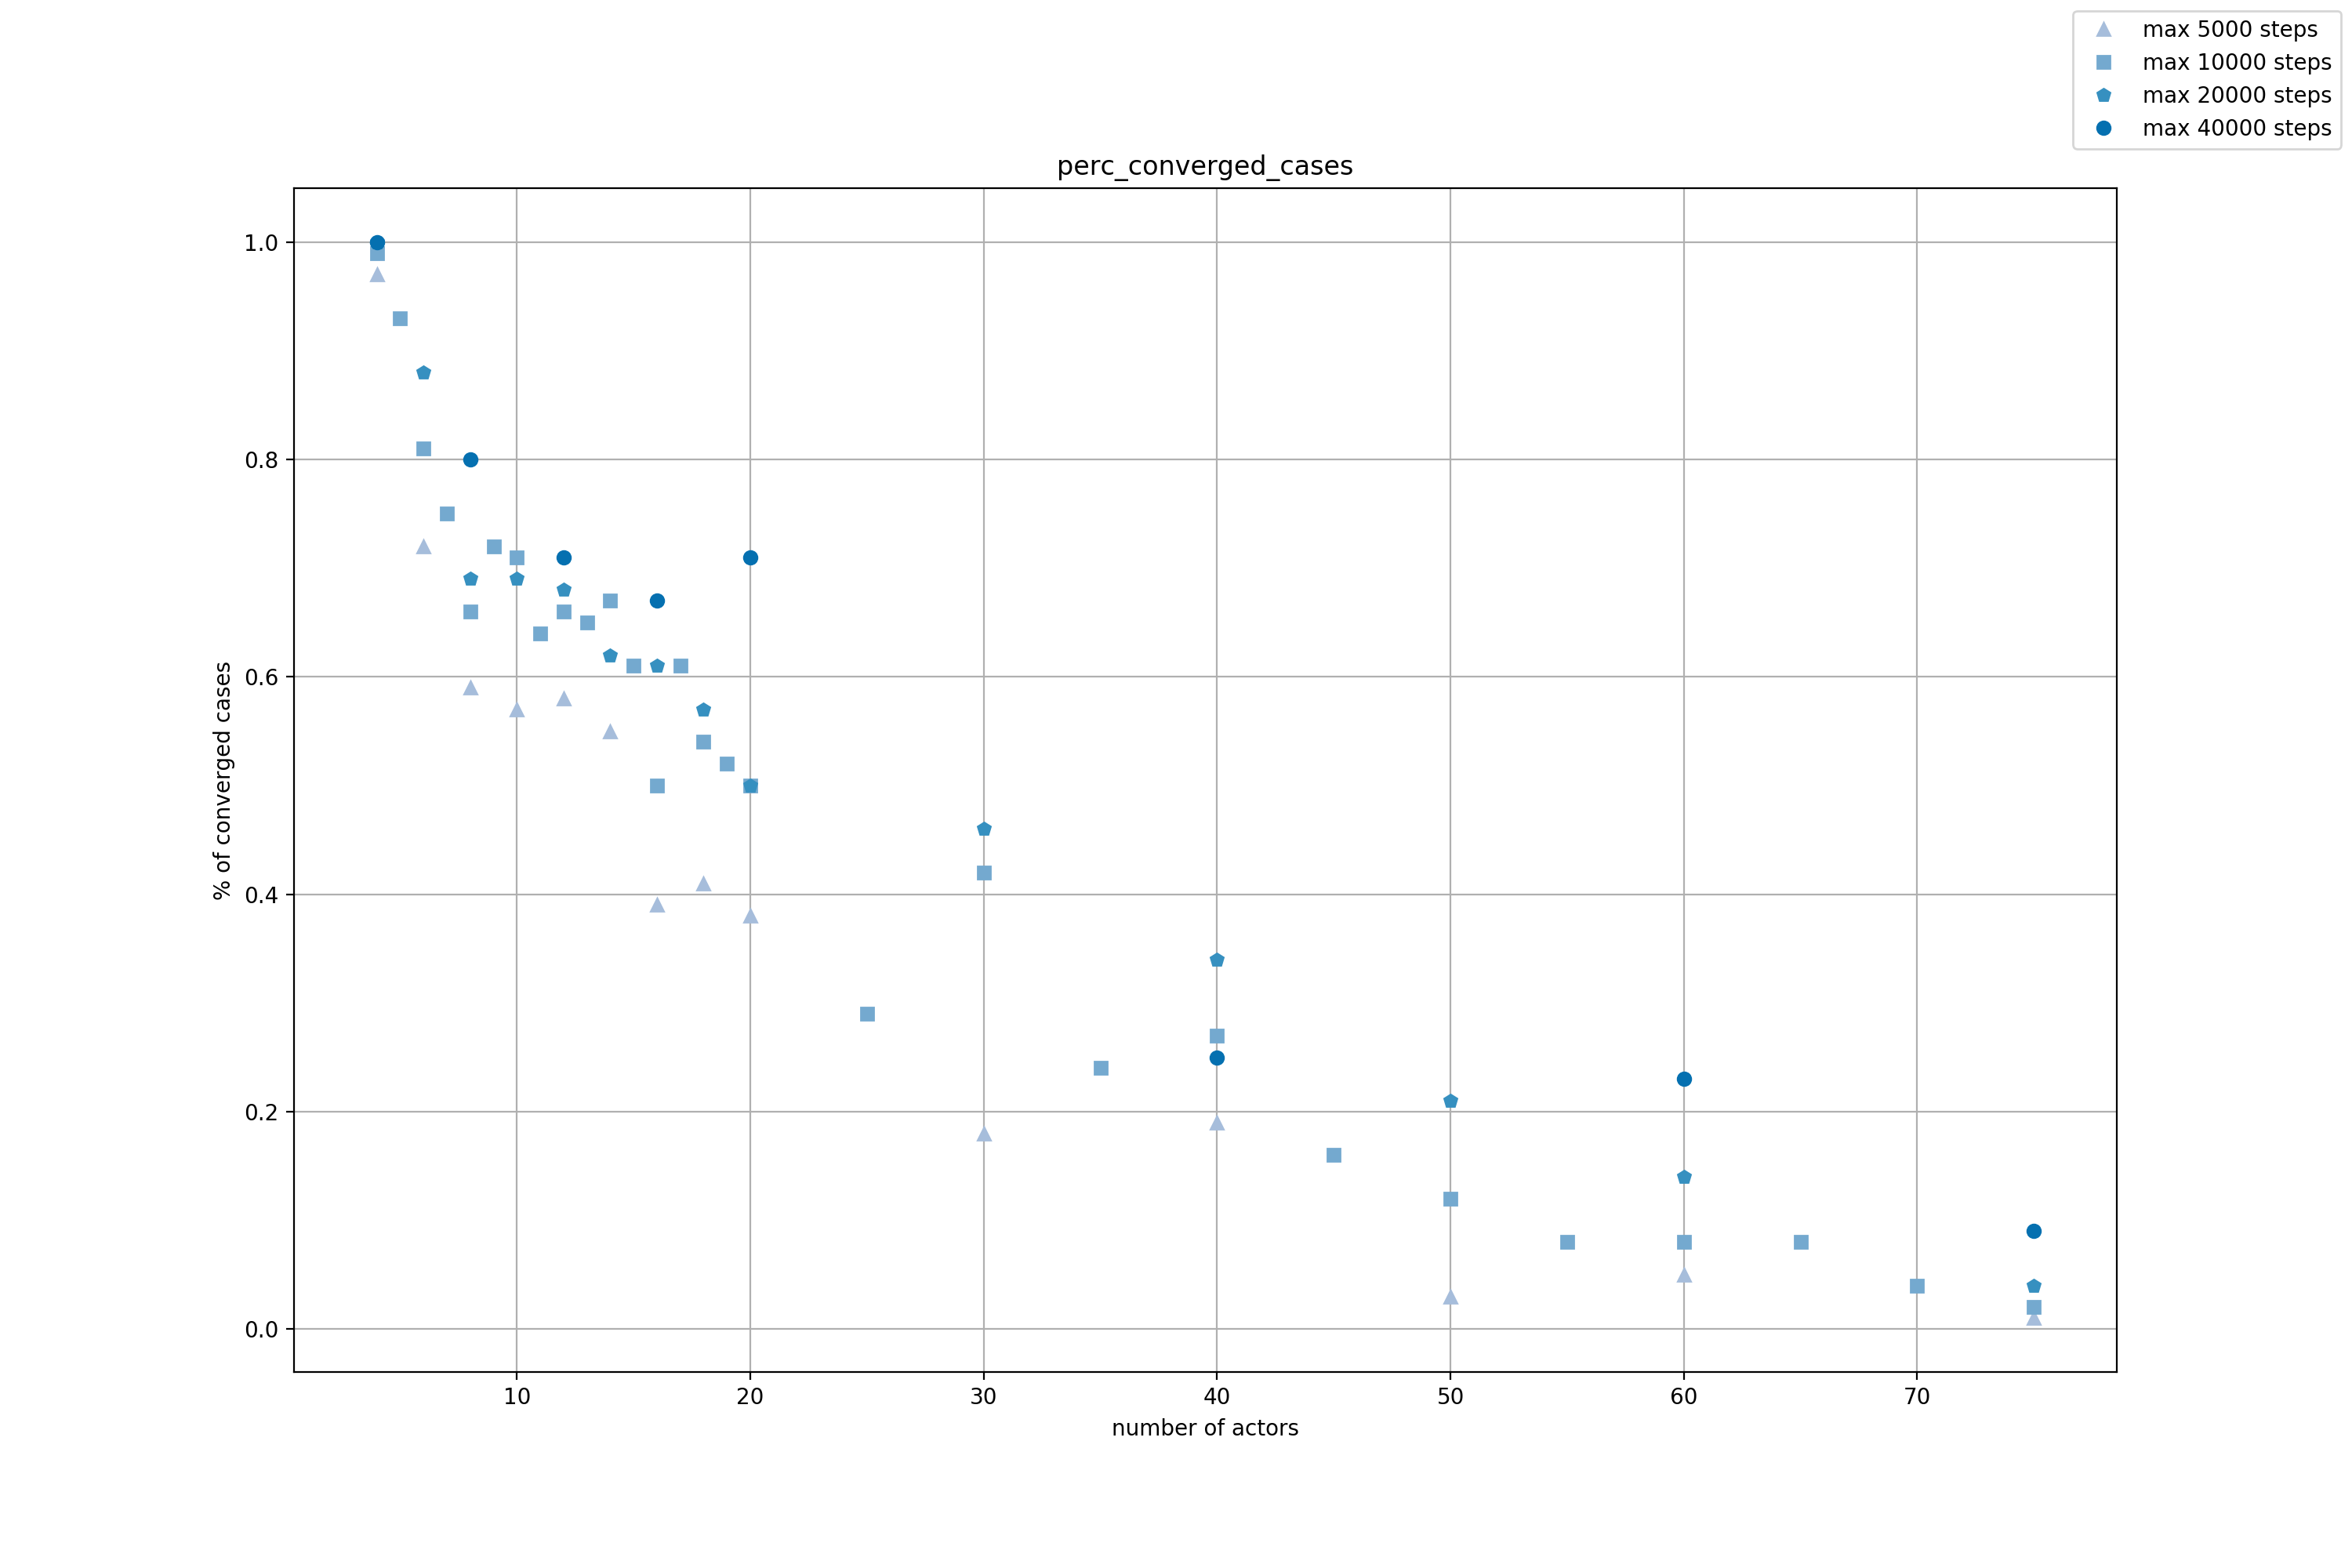 max 5000 steps
max 10000 steps
max 20000 steps
max 40000 steps
perc_converged_cases
1.0
0.8
0.6
0.4
0.2
0.0
% of converged cases
10 20 30 40 50 60 70
number of actors